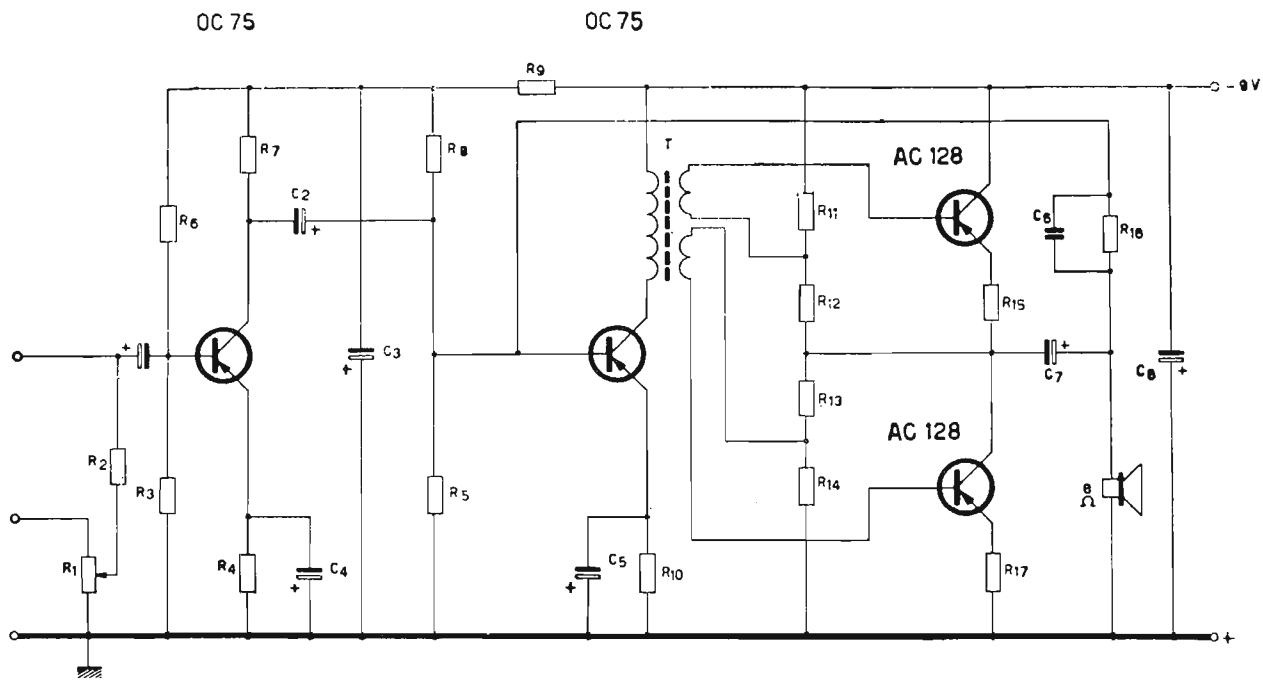 OC 75
OC 75
R9
- 9V
R7
R8
T
AC 128
C2
+
R6
R11
C6
R16
R12
R15
+
C3
+
+
C7
C8
+
R13
AC 128
R2
R3
R5
R14
8
Ω
R1
R4
C4
+
C5
+
R10
R17
+